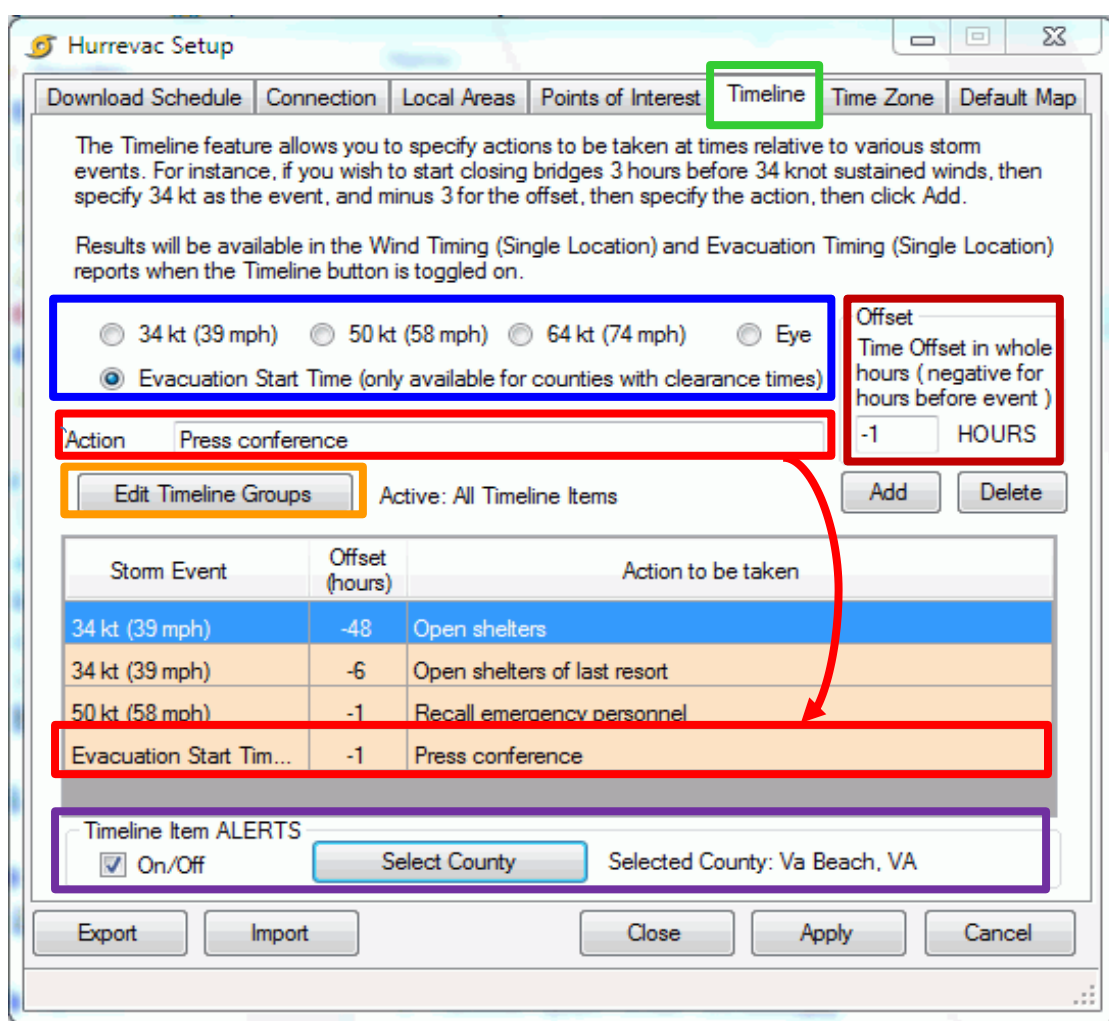 Hurrevac Setup
Download Schedule Connection Local Areas Points of Interest Timeline Time Zone Default Map
The Timeline feature allows you to specify actions to be taken at times relative to various storm
events. For instance, if you wish to start closing bridges 3 hours before 34 knot sustained winds, then
specify 34 kt as the event, and minus 3 for the offset, then specify the action, then click Add.
Results will be available in the Wind Timing (Single Location) and Evacuation Timing (Single Location)
reports when the Timeline button is toggled on.
34 kt (39 mph) 50 kt (58 mph) 64 kt (74 mph) Eye
Evacuation Start Time (only available for counties with clearance times)
Offset
Time Offset in whole
hours ( negative for
hours before event )
-1 HOURS
Action Press conference
Edit Timeline Groups Active: All Timeline Items Add Delete
Storm Event Offset (hours) Action to be taken
34 kt (39 mph) -48 Open shelters
34 kt (39 mph) -6 Open shelters of last resort
50 kt (58 mph) -1 Recall emergency personnel
Evacuation Start Tim... -1 Press conference
Timeline Item ALERTS
On/Off Select County Selected County: Va Beach, VA
Export Import Close Apply Cancel